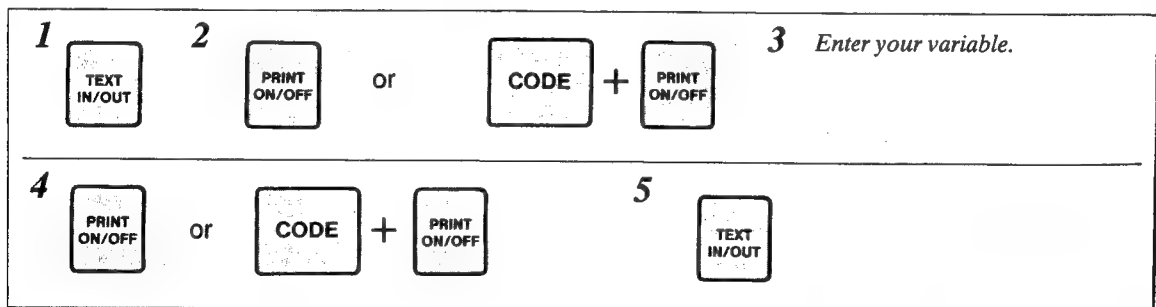 1 TEXT IN/OUT 2 PRINT ON/OFF or CODE + PRINT ON/OFF 3 Enter your variable.
4 PRINT ON/OFF or CODE + PRINT ON/OFF 5 TEXT IN/OUT